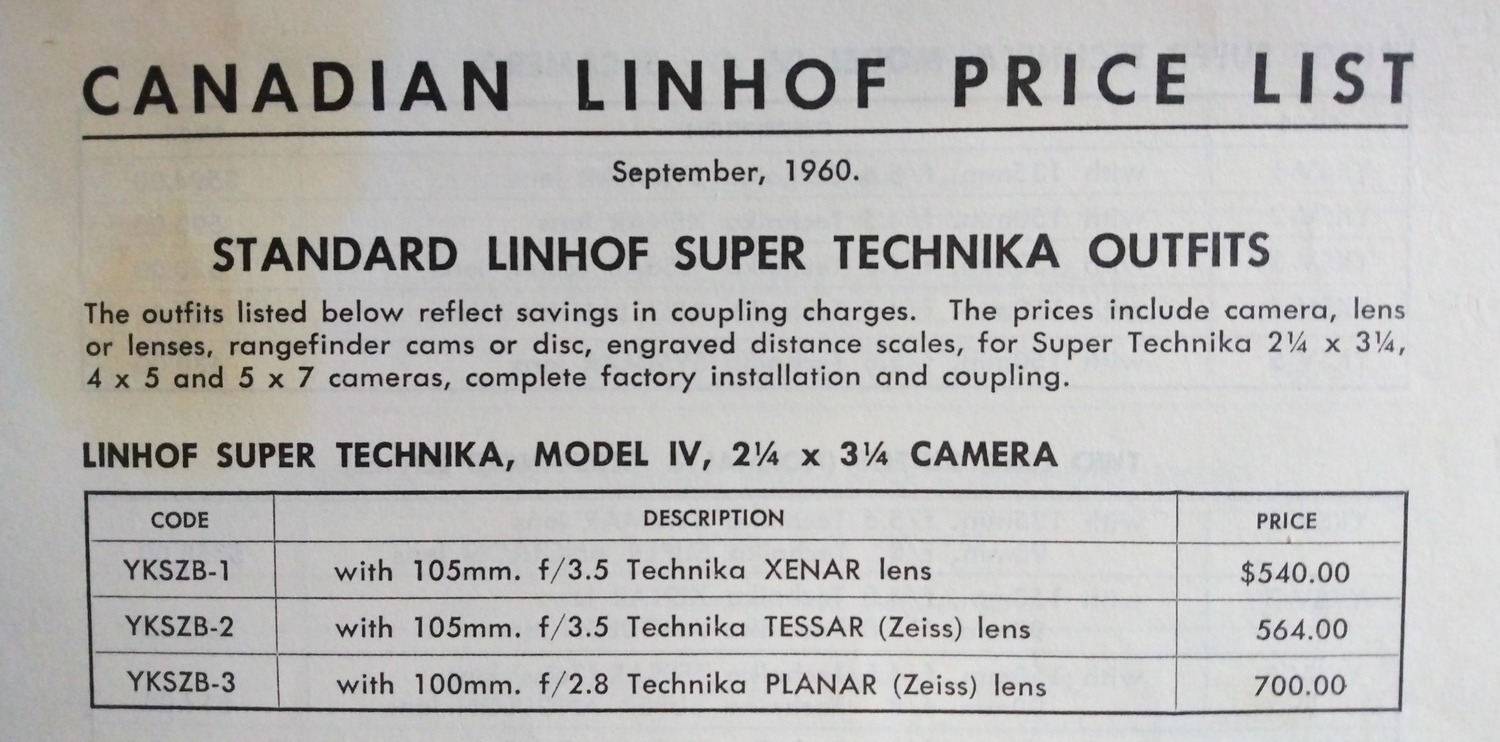 CANADIAN LINHOF PRICE LIST
September, 1960.
STANDARD LINHOF SUPER TECHNIKA OUTFITS
The outfits listed below reflect savings in coupling charges. The prices include camera, lens
or lenses, rangefinder cams or disc, engraved distance scales, for Super Technika 2¼ x 3¼,
4 x 5 and 5 x 7 cameras, complete factory installation and coupling.
LINHOF SUPER TECHNIKA, MODEL IV, 2¼ x 3¼ CAMERA
CODE DESCRIPTION PRICE
YKSZB-1 with 105mm. f/3.5 Technika XENAR lens $540.00
YKSZB-2 with 105mm. f/3.5 Technika TESSAR (Zeiss) lens 564.00
YKSZB-3 with 100mm. f/2.8 Technika PLANAR (Zeiss) lens 700.00